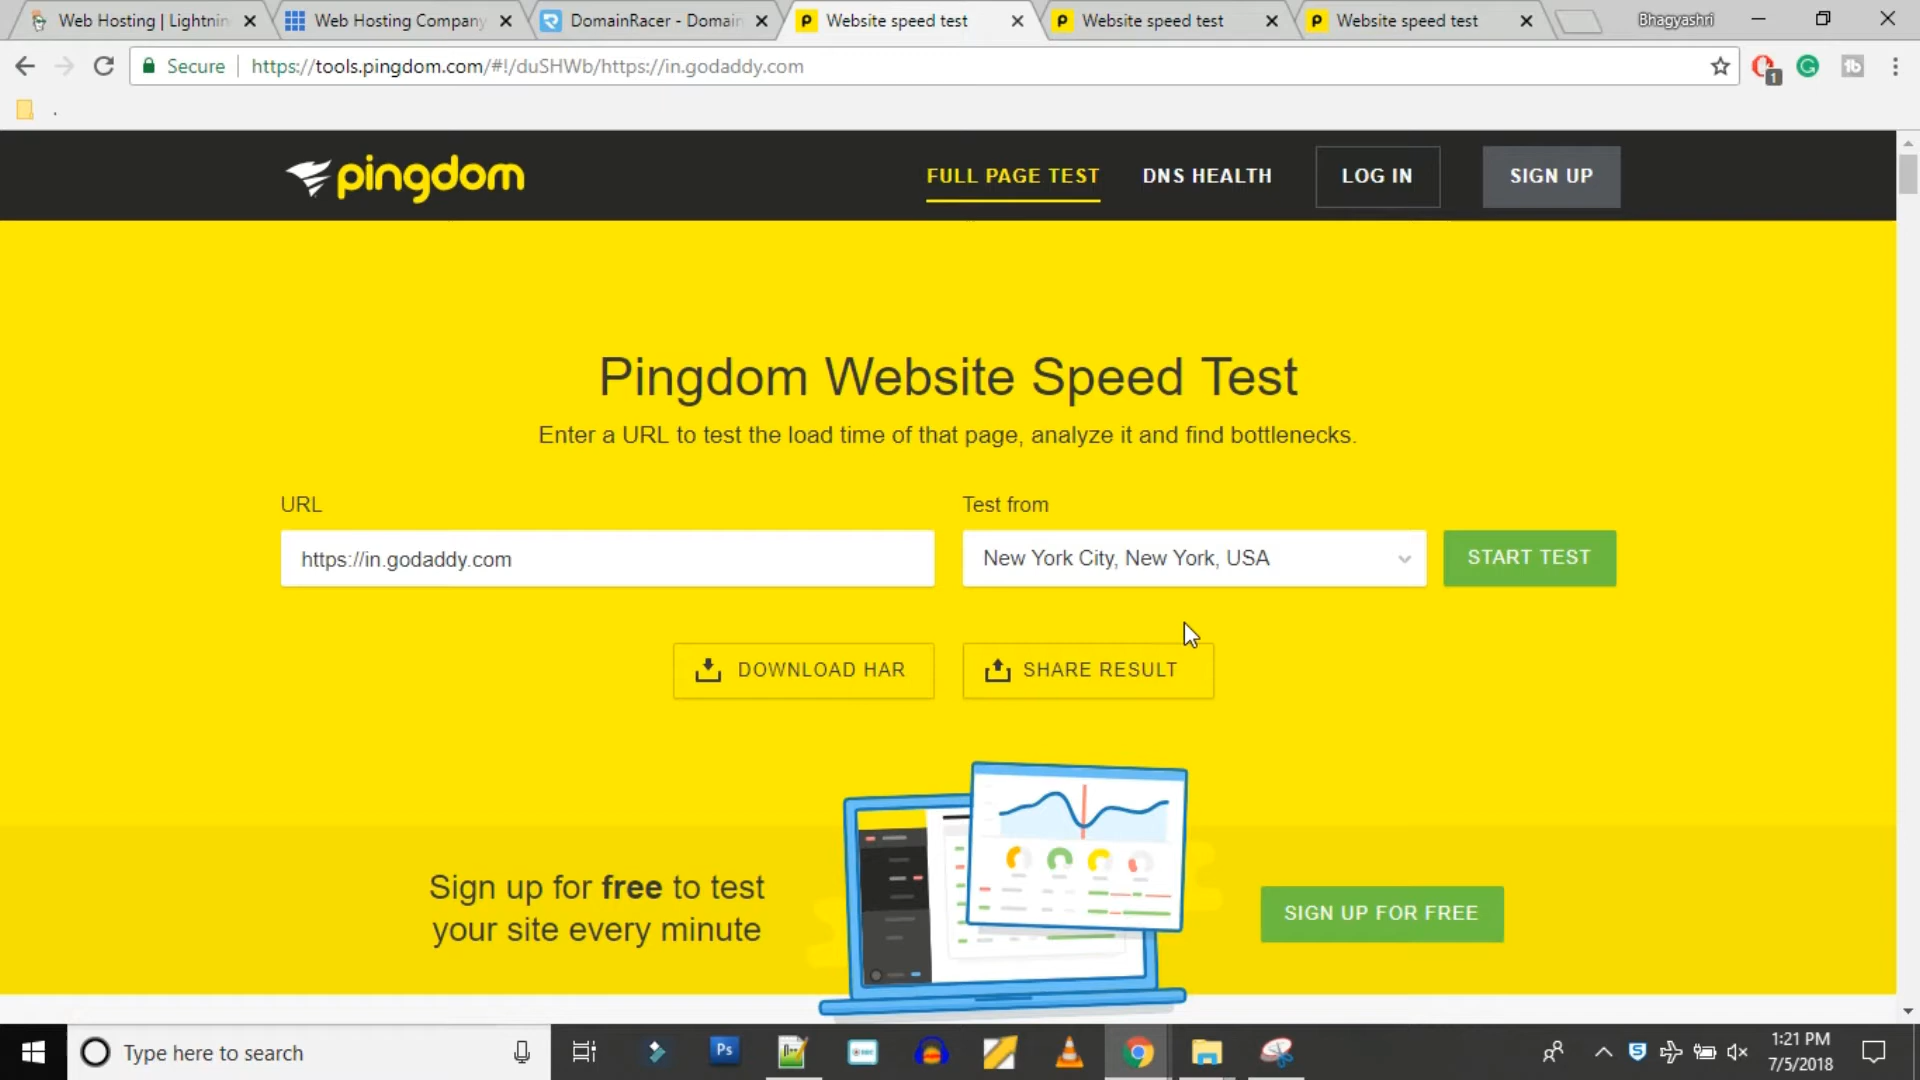 Web Hosting | Lightnin
Web Hosting Company
DomainRacer - Domain
Website speed test
Website speed test
Website speed test
Bhagyashri
Secure
https://tools.pingdom.com/#!/duSHWb/https://in.godaddy.com
1
.
pingdom
FULL PAGE TEST
DNS HEALTH
LOG IN
SIGN UP
Pingdom Website Speed Test
Enter a URL to test the load time of that page, analyze it and find bottlenecks.
URL
Test from
https://in.godaddy.com
New York City, New York, USA
START TEST
DOWNLOAD HAR
SHARE RESULT
Sign up for free to test
your site every minute
SIGN UP FOR FREE
Type here to search
Ps
1:21 PM
7/5/2018